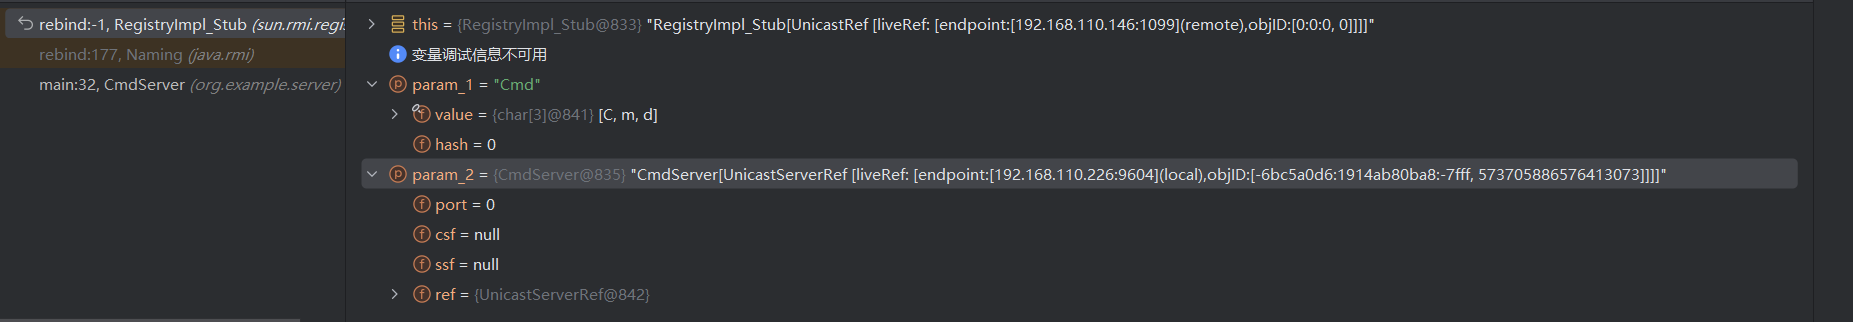 rebind:-1, RegistryImpl_Stub (sun.rmi.regis
rebind:177, Naming (java.rmi)
main:32, CmdServer (org.example.server)
this = {RegistryImpl_Stub@833} "RegistryImpl_Stub[UnicastRef [liveRef: [endpoint:[192.168.110.146:1099](remote),objID:[0:0:0, 0]]]]"
变量调试信息不可用
param_1 = "Cmd"
value = {char[3]@841} [C, m, d]
hash = 0
param_2 = {CmdServer@835} "CmdServer[UnicastServerRef [liveRef: [endpoint:[192.168.110.226:9604](local),objID:[-6bc5a0d6:1914ab80ba8:-7fff, 573705886576413073]]]]"
port = 0
csf = null
ssf = null
ref = {UnicastServerRef@842}